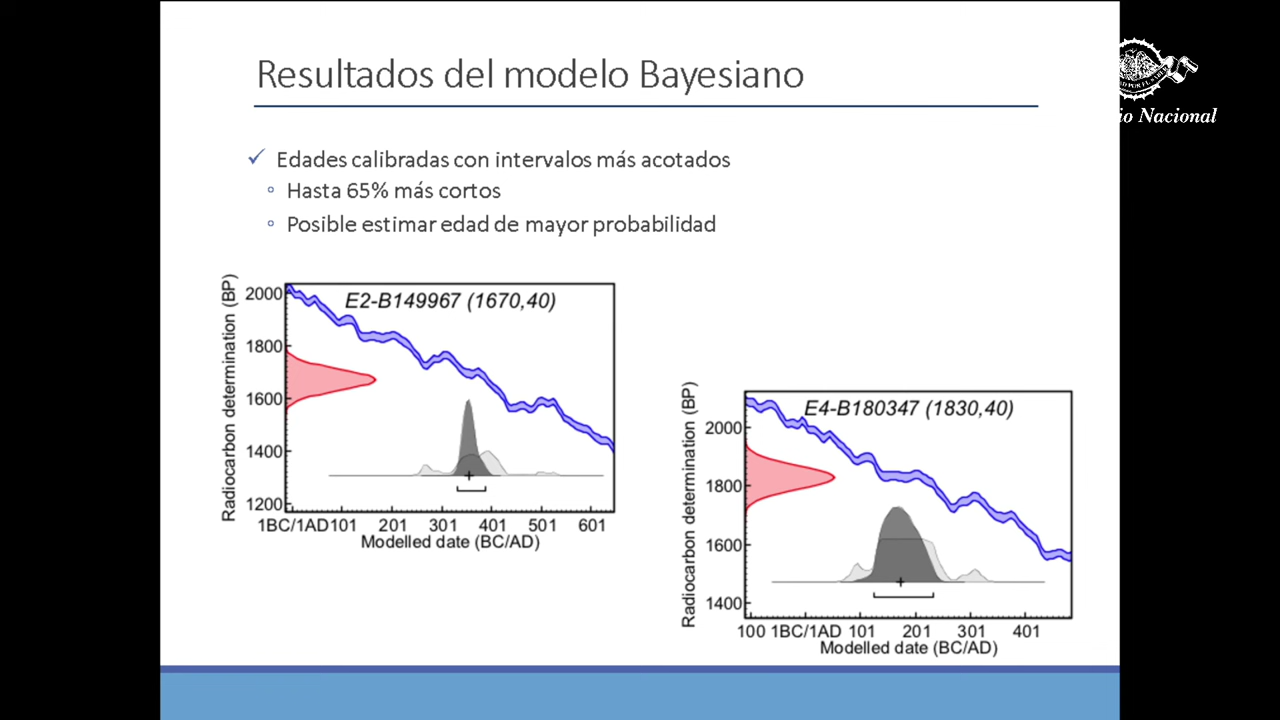 Resultados del modelo Bayesiano
io Nacional
✓ Edades calibradas con intervalos más acotados
◦ Hasta 65% más cortos
◦ Posible estimar edad de mayor probabilidad
E2-B149967 (1670,40)
Radiocarbon determination (BP)
2000
1800
1600
1400
1200
1BC/1AD 101 201 301 401 501 601
Modelled date (BC/AD)
E4-B180347 (1830,40)
Radiocarbon determination (BP)
2000
1800
1600
1400
100 1BC/1AD 101 201 301 401
Modelled date (BC/AD)